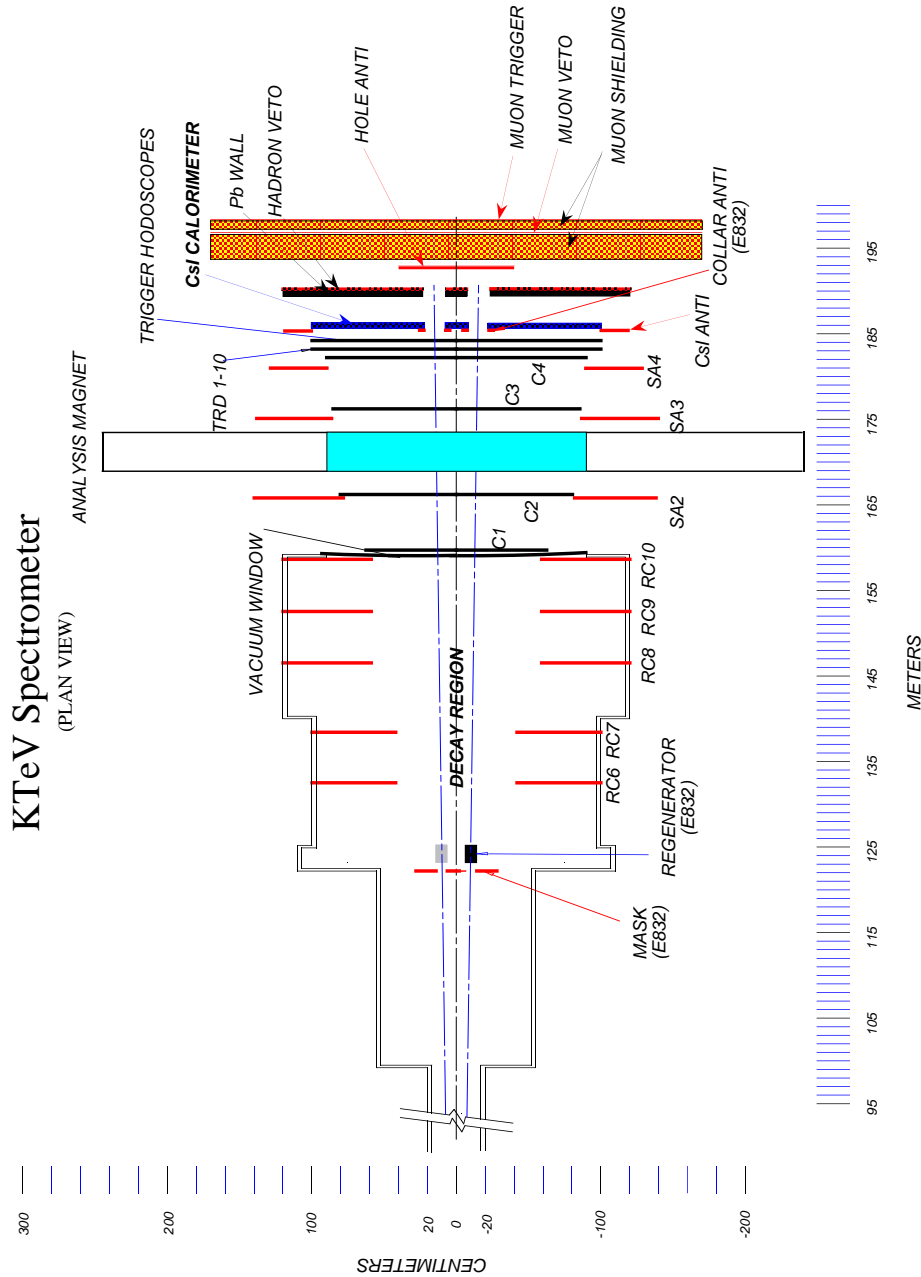 KTeV Spectrometer
(PLAN VIEW)
ANALYSIS MAGNET
TRIGGER HODOSCOPES
Pb WALL
HADRON VETO
CsI CALORIMETER
TRD 1-10
VACUUM WINDOW
HOLE ANTI
MUON TRIGGER
MUON VETO
MUON SHIELDING
COLLAR ANTI
(E832)
CsI ANTI
C1
C2
C3
C4
DECAY REGION
SA2
SA3
SA4
RC6
RC7
RC8
RC9
RC10
REGENERATOR
(E832)
MASK
(E832)
300
100
20
0
-20
-100
-200
CENTIMETERS
95
105
115
125
135
145
155
165
175
185
195
METERS